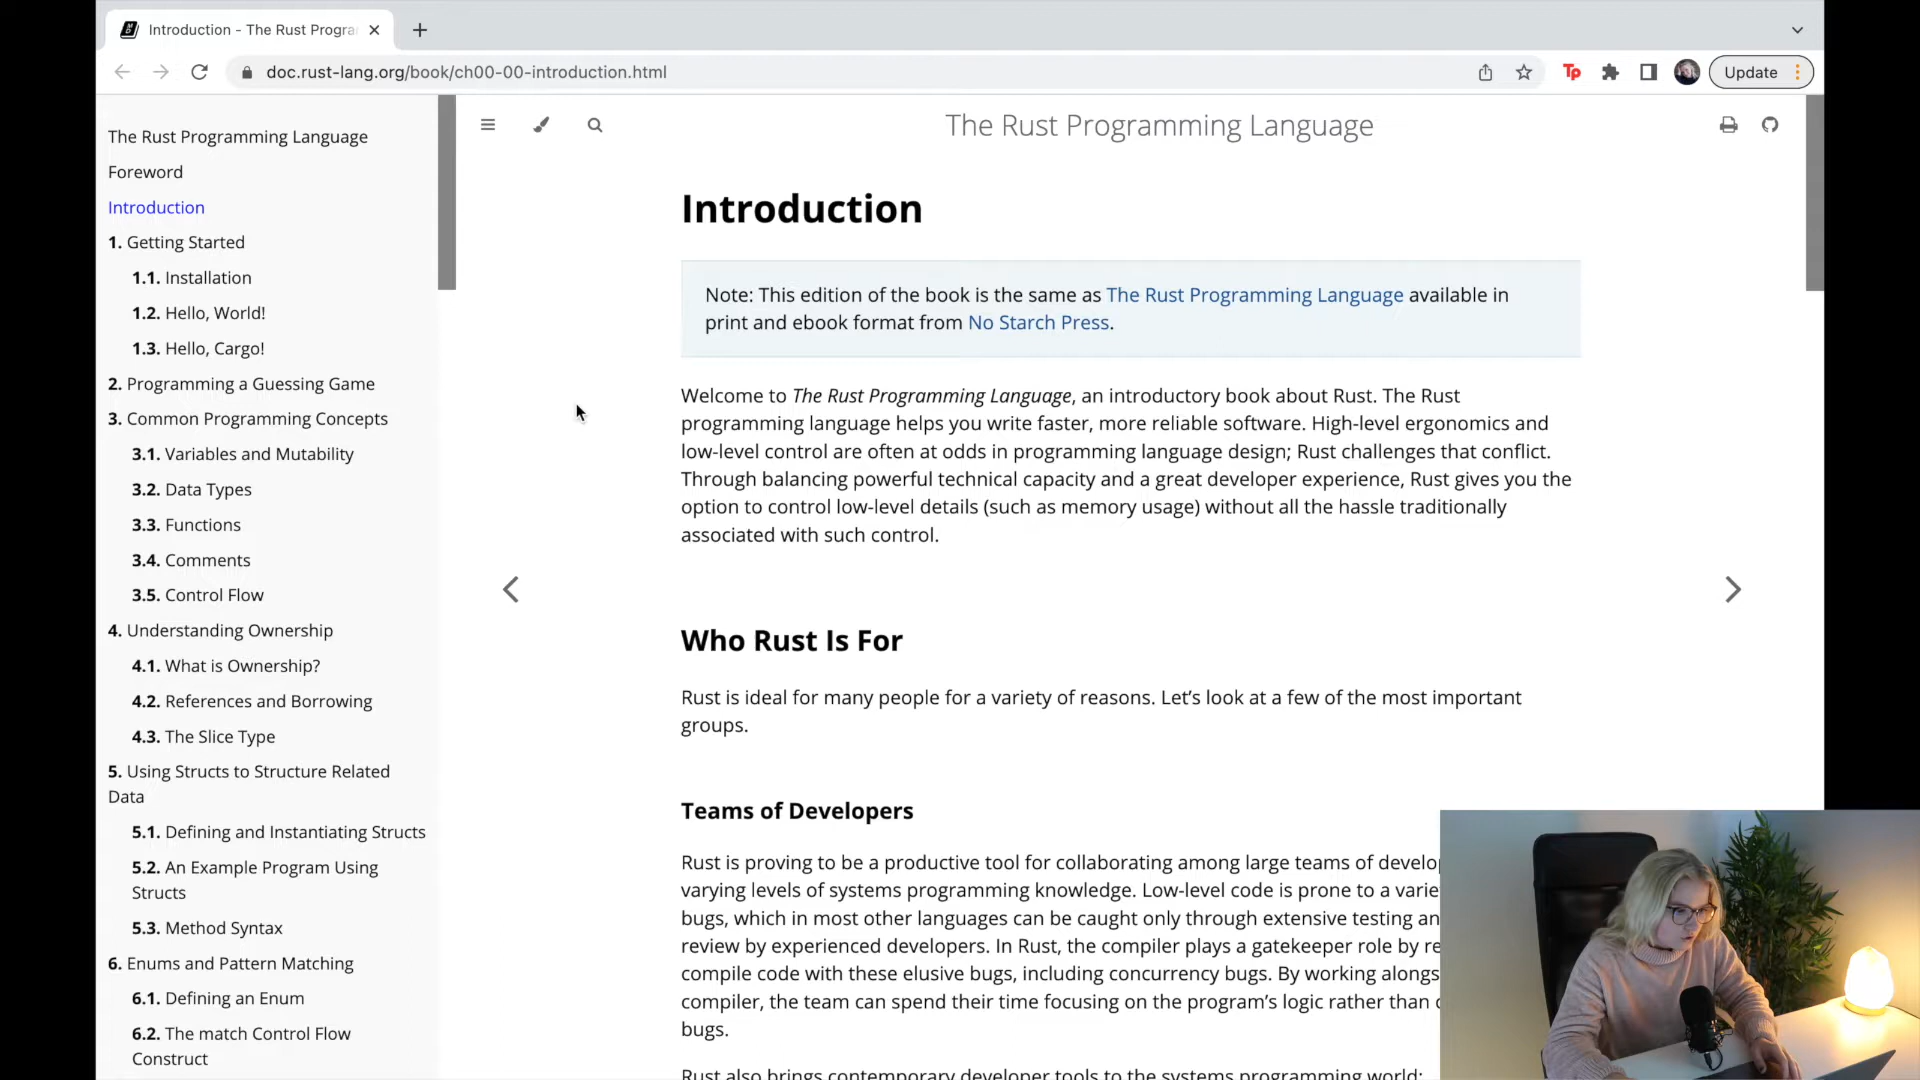 Introduction - The Rust Progra
doc.rust-lang.org/book/ch00-00-introduction.html
Tp
Update
The Rust Programming Language
Foreword
Introduction
1. Getting Started
1.1. Installation
1.2. Hello, World!
1.3. Hello, Cargo!
2. Programming a Guessing Game
3. Common Programming Concepts
3.1. Variables and Mutability
3.2. Data Types
3.3. Functions
3.4. Comments
3.5. Control Flow
4. Understanding Ownership
4.1. What is Ownership?
4.2. References and Borrowing
4.3. The Slice Type
5. Using Structs to Structure Related
Data
5.1. Defining and Instantiating Structs
5.2. An Example Program Using
Structs
5.3. Method Syntax
6. Enums and Pattern Matching
6.1. Defining an Enum
6.2. The match Control Flow
Construct
The Rust Programming Language
Introduction
Note: This edition of the book is the same as The Rust Programming Language available in
print and ebook format from No Starch Press.
Welcome to The Rust Programming Language, an introductory book about Rust. The Rust
programming language helps you write faster, more reliable software. High-level ergonomics and
low-level control are often at odds in programming language design; Rust challenges that conflict.
Through balancing powerful technical capacity and a great developer experience, Rust gives you the
option to control low-level details (such as memory usage) without all the hassle traditionally
associated with such control.
Who Rust Is For
Rust is ideal for many people for a variety of reasons. Let’s look at a few of the most important
groups.
Teams of Developers
Rust is proving to be a productive tool for collaborating among large teams of develop
varying levels of systems programming knowledge. Low-level code is prone to a varie
bugs, which in most other languages can be caught only through extensive testing an
review by experienced developers. In Rust, the compiler plays a gatekeeper role by re
compile code with these elusive bugs, including concurrency bugs. By working alongs
compiler, the team can spend their time focusing on the program’s logic rather than
bugs.
Rust also brings contemporary developer tools to the systems programming world: